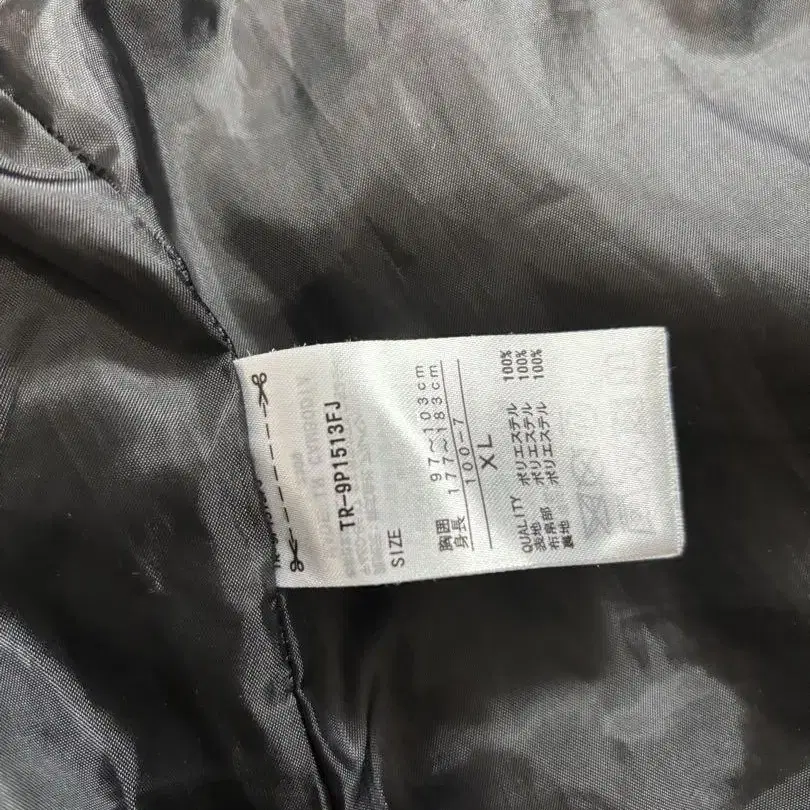 TR-9P1513FJ
SIZE
胸囲 97～103cm
身長 177～183cm
100-7
XL
QUALITY
表地 ポリエステル 100%
布帛部 ポリエステル 100%
裏地 ポリエステル 100%